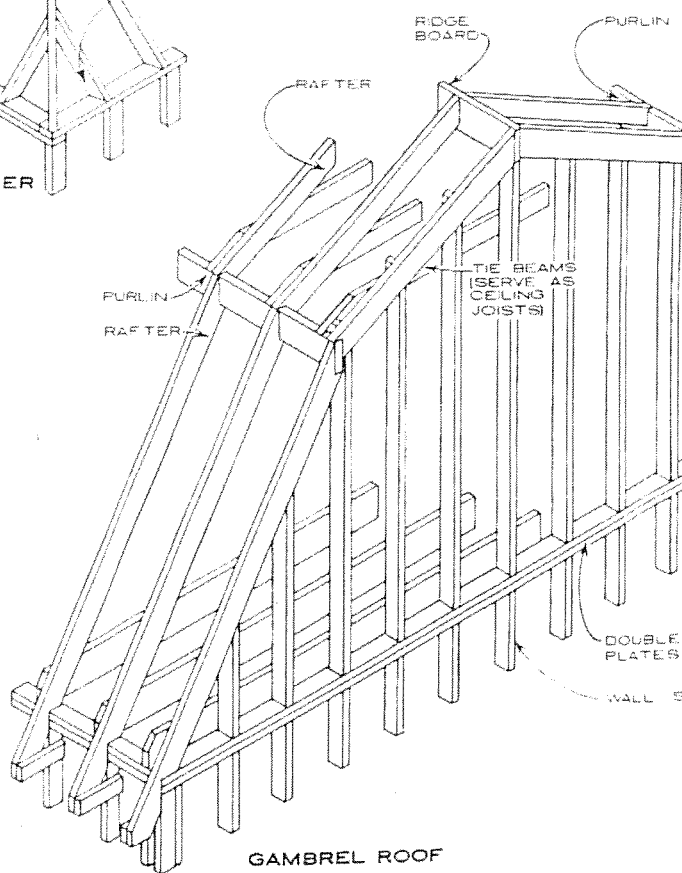 RIDGE
BOARD
PURLIN
RAFTER
ER
TIE BEAMS
(SERVE AS
CEILING
JOISTS)
PURLIN
RAFTER
DOUBLE
PLATES
WALL S
GAMBREL ROOF